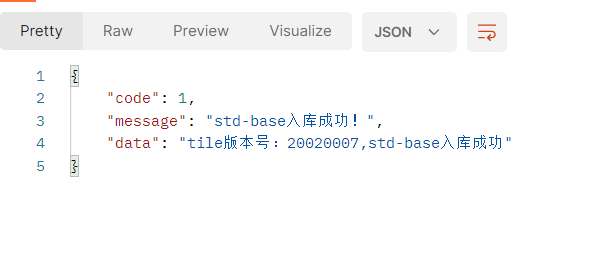 Pretty Raw Preview Visualize JSON
1 {
2 "code": 1,
3 "message": "std-base入库成功！",
4 "data": "tile版本号：20020007,std-base入库成功"
5 }